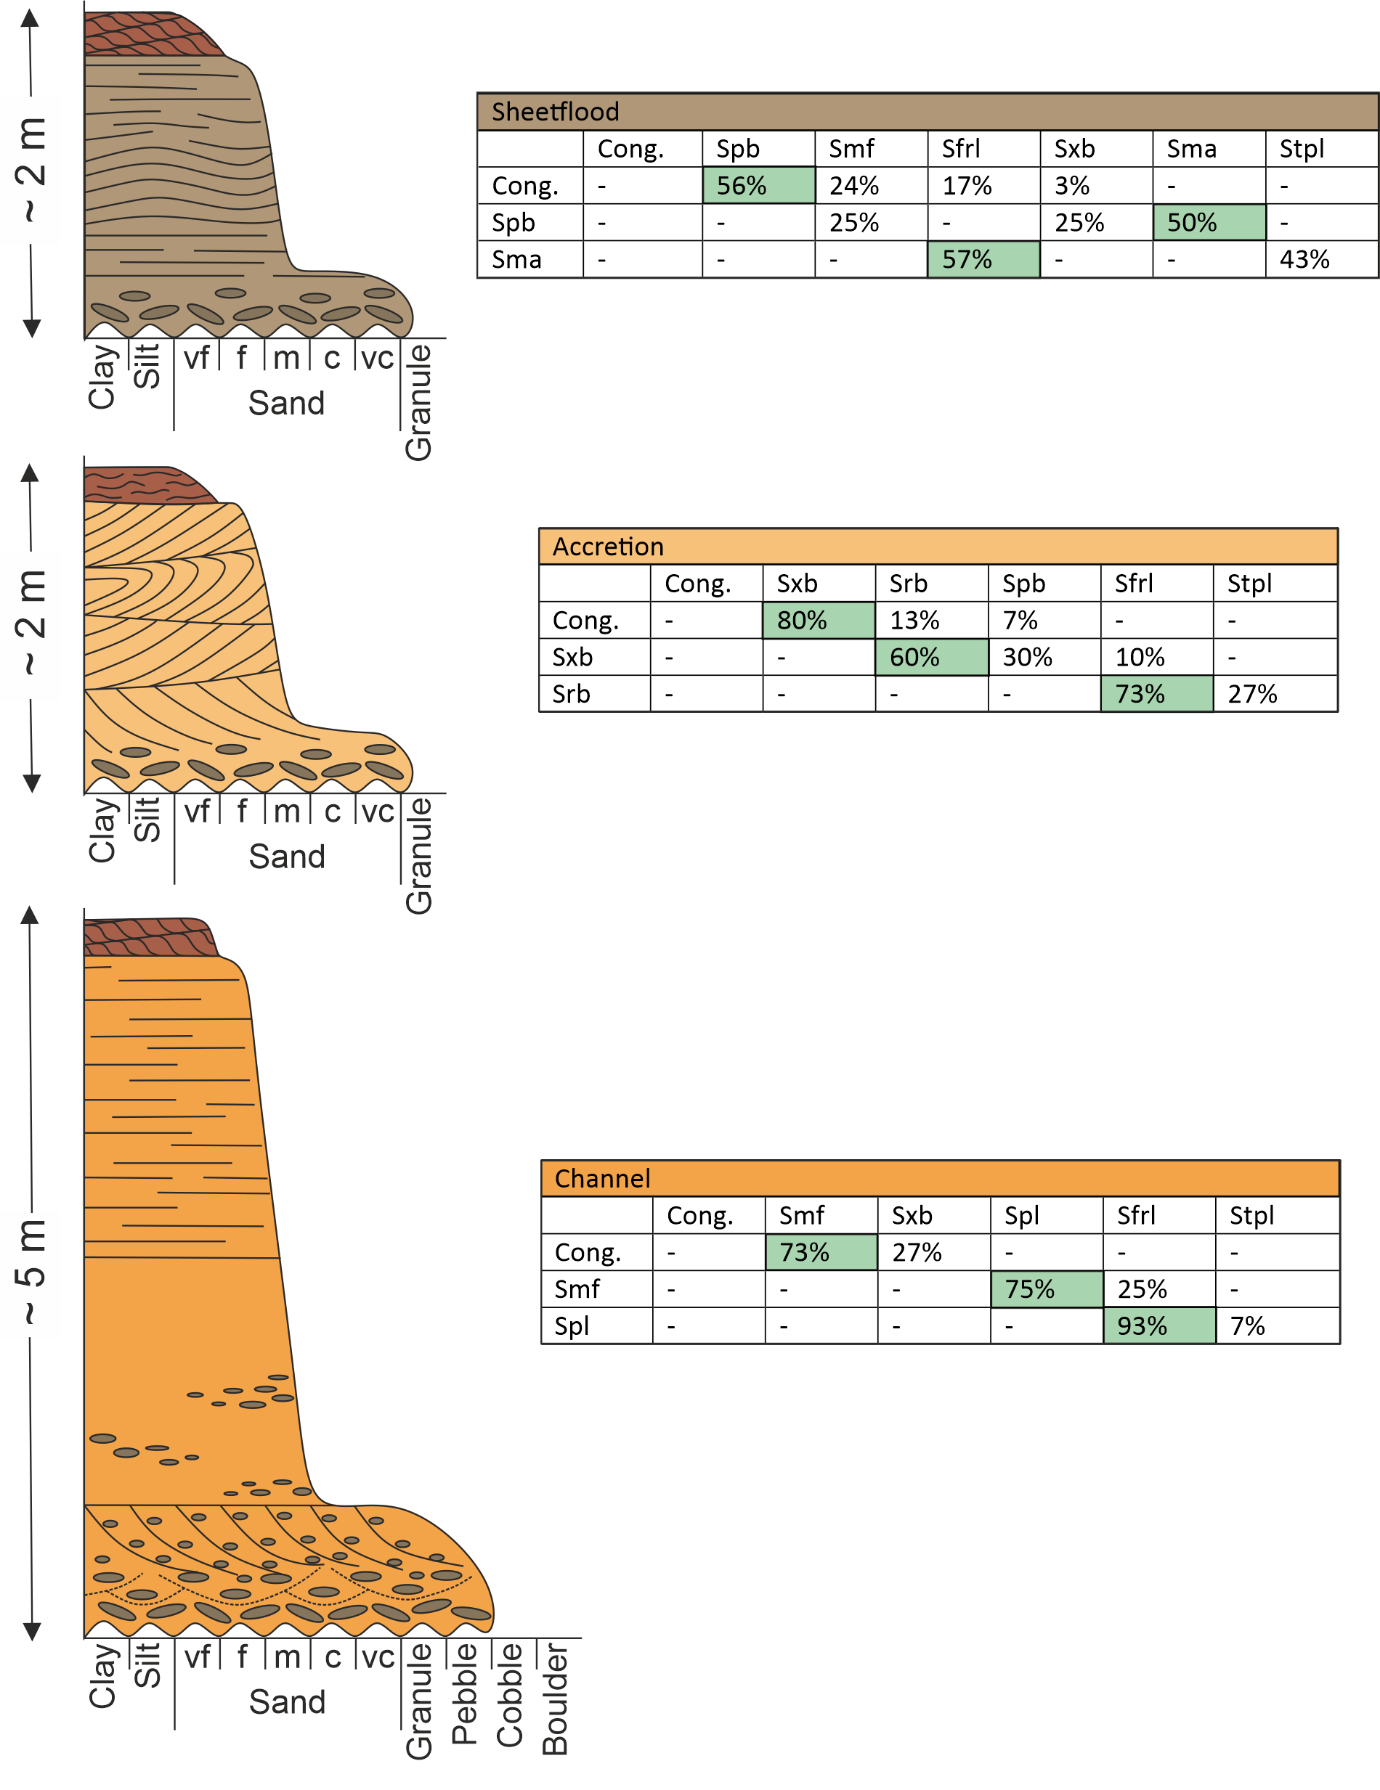 ~ 2 m
Clay Silt vf f m c vc Granule
Sand
Sheetflood
Cong. Spb Smf Sfrl Sxb Sma Stpl
Cong. - 56% 24% 17% 3% - -
Spb - - 25% - 25% 50% -
Sma - - - 57% - - 43%
~ 2 m
Clay Silt vf f m c vc Granule
Sand
Accretion
Cong. Sxb Srb Spb Sfrl Stpl
Cong. - 80% 13% 7% - -
Sxb - - 60% 30% 10% -
Srb - - - - 73% 27%
~ 5 m
Clay Silt vf f m c vc Granule Pebble Cobble Boulder
Sand
Channel
Cong. Smf Sxb Spl Sfrl Stpl
Cong. - 73% 27% - - -
Smf - - - 75% 25% -
Spl - - - - 93% 7%